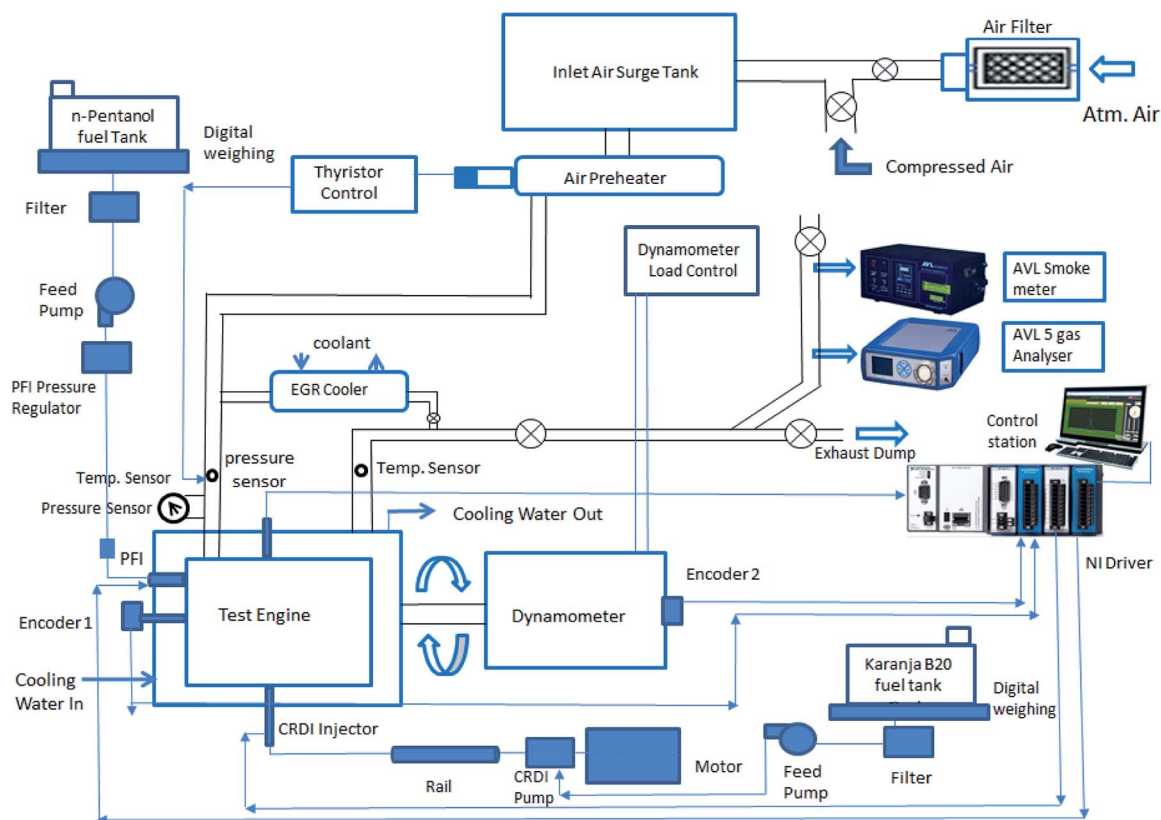 Inlet Air Surge Tank
Air Filter
Atm. Air
Compressed Air
n-Pentanol
fuel Tank
Digital
weighing
Thyristor
Control
Air Preheater
Filter
Dynamometer
Load Control
AVL Smoke
meter
Feed
Pump
AVL 5 gas
Analyser
coolant
EGR Cooler
PFI Pressure
Regulator
Control
station
Exhaust Dump
pressure
sensor
Temp. Sensor
Temp. Sensor
Pressure Sensor
Cooling Water Out
NI Driver
PFI
Encoder 2
Test Engine
Dynamometer
Encoder 1
Karanja B20
fuel tank
Digital
weighing
Cooling
Water In
CRDI Injector
Rail
CRDI
Pump
Motor
Feed
Pump
Filter